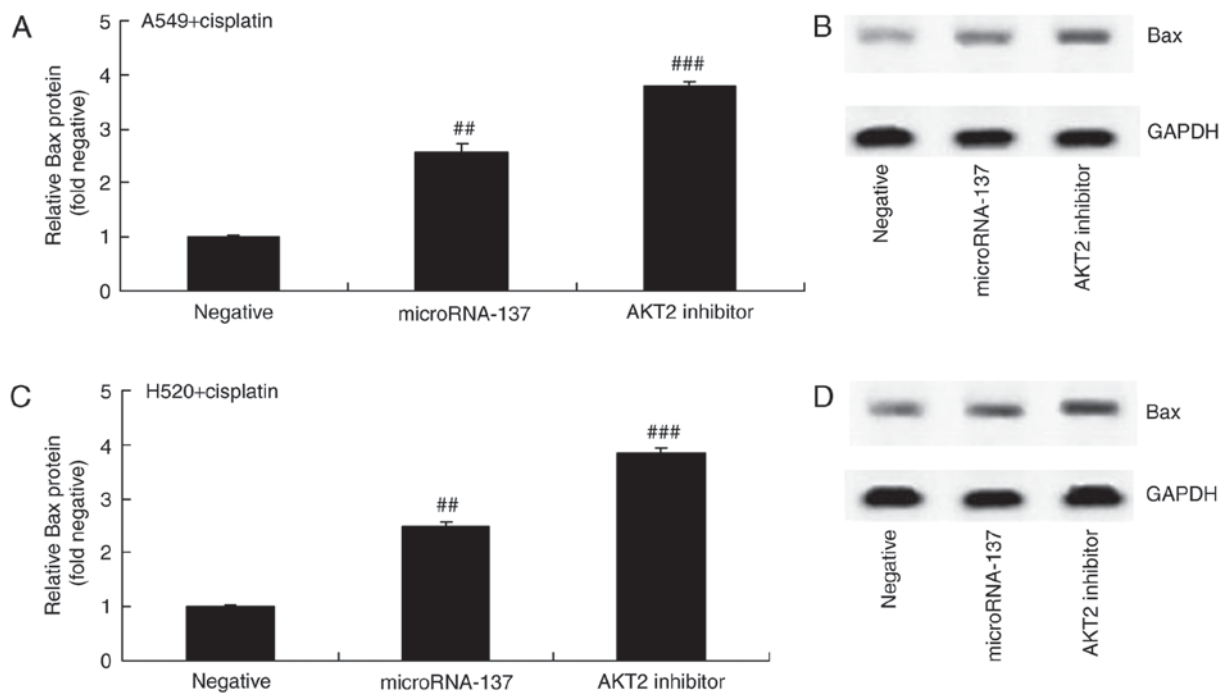 A
A549+cisplatin
Relative Bax protein
(fold negative)
5
4
3
2
1
0
##
###
Negative
microRNA-137
AKT2 inhibitor
B
Bax
GAPDH
Negative
microRNA-137
AKT2 inhibitor
C
H520+cisplatin
Relative Bax protein
(fold negative)
5
4
3
2
1
0
##
###
Negative
microRNA-137
AKT2 inhibitor
D
Bax
GAPDH
Negative
microRNA-137
AKT2 inhibitor